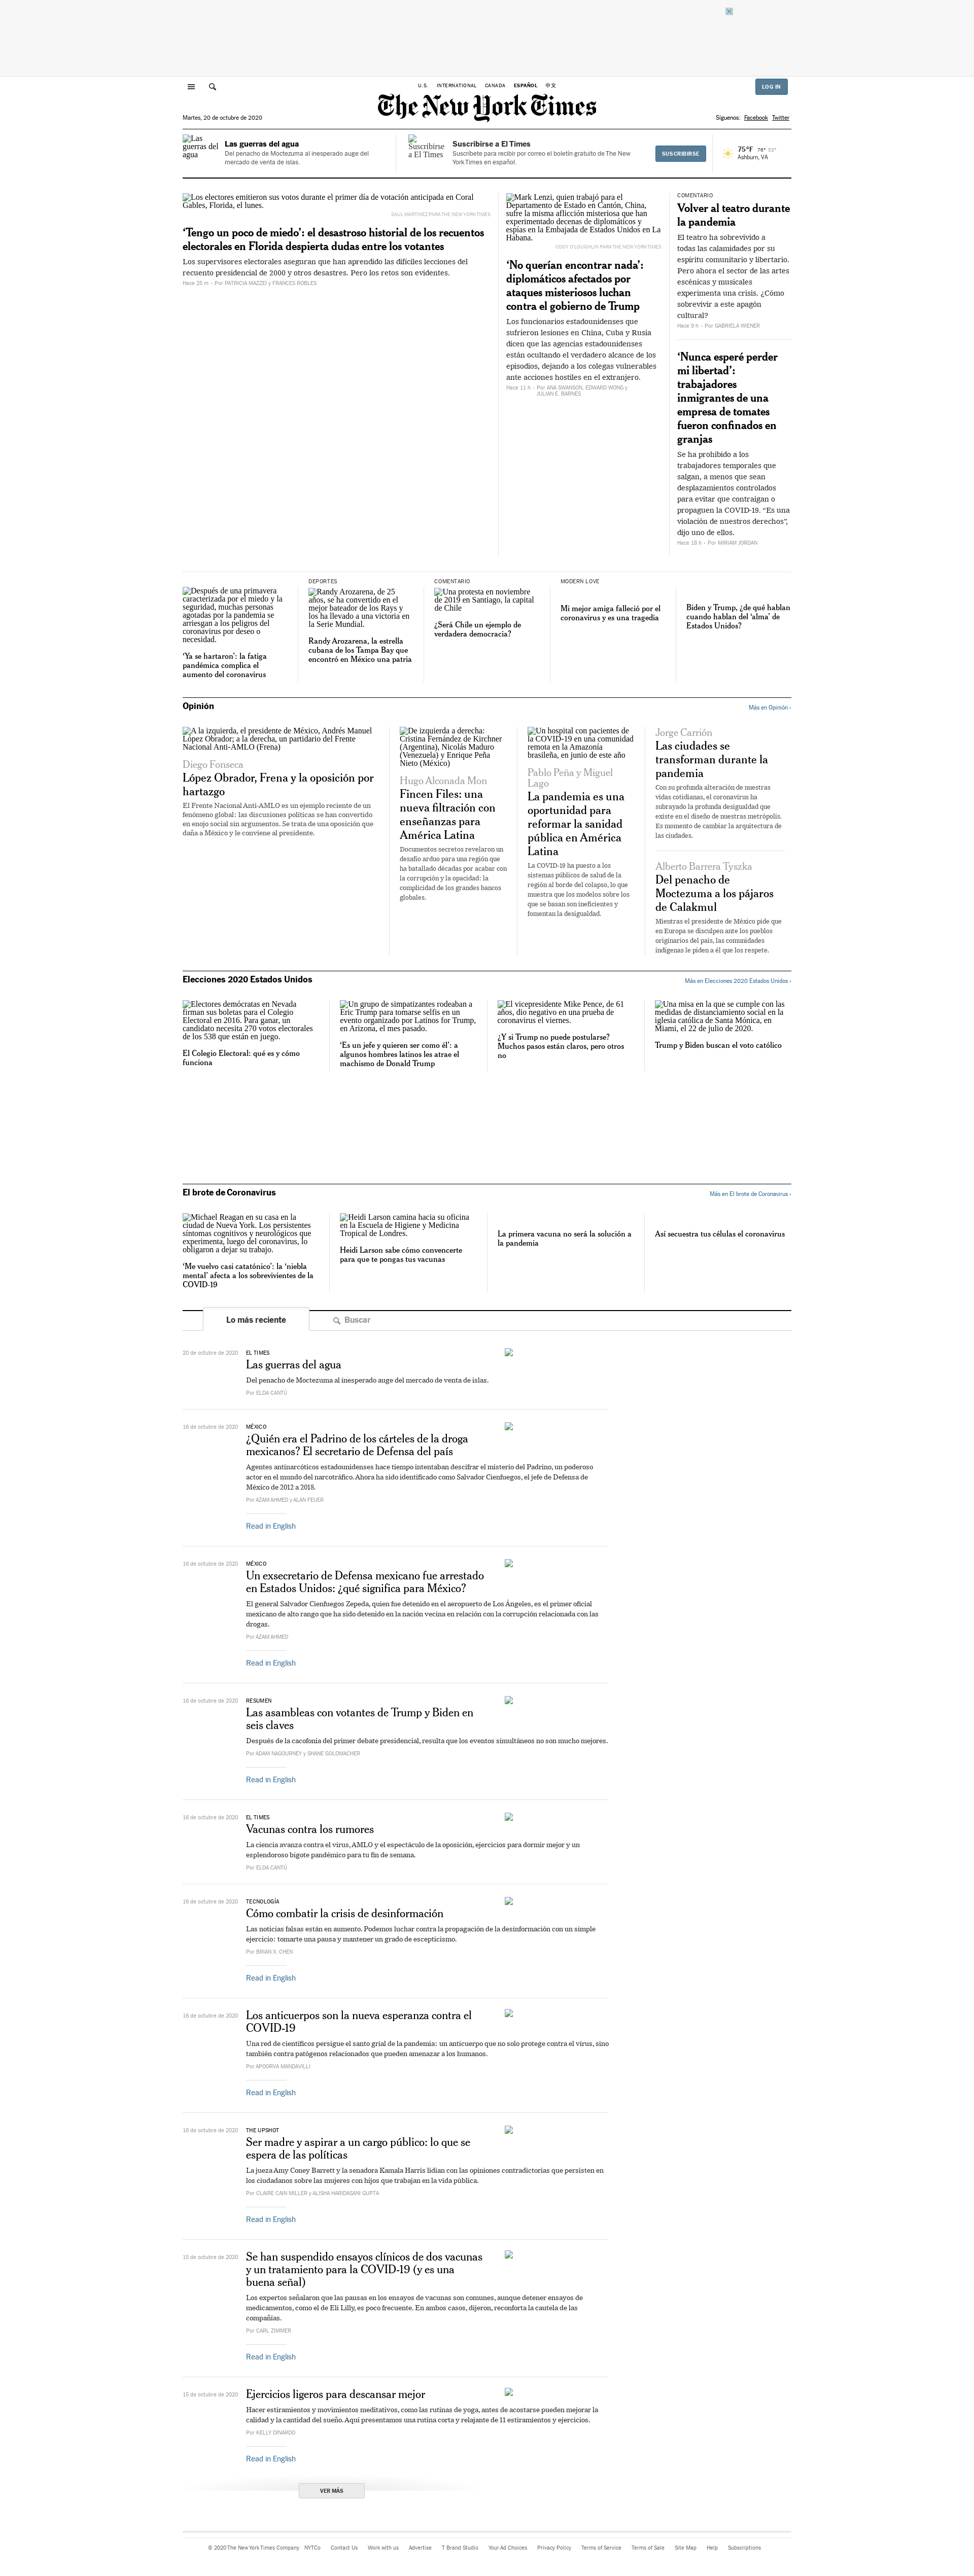 U.S. INTERNATIONAL CANADA ESPAÑOL 中文
LOG IN
The New York Times
Martes, 20 de octubre de 2020
Síguenos: Facebook Twitter
Las guerras del agua
Las guerras del agua
Del penacho de Moctezuma al inesperado auge del
mercado de venta de islas.
Suscribirse a El Times
Suscribirse a El Times
Suscríbete para recibir por correo el boletín gratuito de The New
York Times en español.
SUSCRIBIRSE
75°F 76° 53°
Ashburn, VA
Los electores emitieron sus votos durante el primer día de votación anticipada en Coral
Gables, Florida, el lunes.
SAUL MARTINEZ PARA THE NEW YORK TIMES
‘Tengo un poco de miedo’: el desastroso historial de los recuentos
electorales en Florida despierta dudas entre los votantes
Los supervisores electorales aseguran que han aprendido las difíciles lecciones del
recuento presidencial de 2000 y otros desastres. Pero los retos son evidentes.
Hace 25 m - Por PATRICIA MAZZEI y FRANCES ROBLES
Mark Lenzi, quien trabajó para el
Departamento de Estado en Cantón, China,
sufre la misma aflicción misteriosa que han
experimentado decenas de diplomáticos y
espías en la Embajada de Estados Unidos en La
Habana.
CODY O’LOUGHLIN PARA THE NEW YORK TIMES
‘No querían encontrar nada’:
diplomáticos afectados por
ataques misteriosos luchan
contra el gobierno de Trump
Los funcionarios estadounidenses que
sufrieron lesiones en China, Cuba y Rusia
dicen que las agencias estadounidenses
están ocultando el verdadero alcance de los
episodios, dejando a los colegas vulnerables
ante acciones hostiles en el extranjero.
Hace 11 h - Por ANA SWANSON, EDWARD WONG y
JULIAN E. BARNES
COMENTARIO
Volver al teatro durante
la pandemia
El teatro ha sobrevivido a
todas las calamidades por su
espíritu comunitario y libertario.
Pero ahora el sector de las artes
escénicas y musicales
experimenta una crisis. ¿Cómo
sobrevivir a este apagón
cultural?
Hace 9 h - Por GABRIELA WIENER
‘Nunca esperé perder
mi libertad’:
trabajadores
inmigrantes de una
empresa de tomates
fueron confinados en
granjas
Se ha prohibido a los
trabajadores temporales que
salgan, a menos que sean
desplazamientos controlados
para evitar que contraigan o
propaguen la COVID-19. “Es una
violación de nuestros derechos”,
dijo uno de ellos.
Hace 18 h - Por MIRIAM JORDAN
Después de una primavera
caracterizada por el miedo y la
seguridad, muchas personas
agotadas por la pandemia se
arriesgan a los peligros del
coronavirus por deseo o
necesidad.
‘Ya se hartaron’: la fatiga
pandémica complica el
aumento del coronavirus
DEPORTES
Randy Arozarena, de 25
años, se ha convertido en el
mejor bateador de los Rays y
los ha llevado a una victoria en
la Serie Mundial.
Randy Arozarena, la estrella
cubana de los Tampa Bay que
encontró en México una patria
COMENTARIO
Una protesta en noviembre
de 2019 en Santiago, la capital
de Chile
¿Será Chile un ejemplo de
verdadera democracia?
MODERN LOVE
Mi mejor amiga falleció por el
coronavirus y es una tragedia
Biden y Trump, ¿de qué hablan
cuando hablan del ‘alma’ de
Estados Unidos?
Opinión
Más en Opinión ›
A la izquierda, el presidente de México, Andrés Manuel
López Obrador; a la derecha, un partidario del Frente
Nacional Anti-AMLO (Frena)
Diego Fonseca
López Obrador, Frena y la oposición por
hartazgo
El Frente Nacional Anti-AMLO es un ejemplo reciente de un
fenómeno global: las discusiones políticas se han convertido
en enojo social sin argumentos. Se trata de una oposición que
daña a México y le conviene al presidente.
De izquierda a derecha:
Cristina Fernández de Kirchner
(Argentina), Nicolás Maduro
(Venezuela) y Enrique Peña
Nieto (México)
Hugo Alconada Mon
Fincen Files: una
nueva filtración con
enseñanzas para
América Latina
Documentos secretos revelaron un
desafío arduo para una región que
ha batallado décadas por acabar con
la corrupción y la opacidad: la
complicidad de los grandes bancos
globales.
Un hospital con pacientes de
la COVID-19 en una comunidad
remota en la Amazonía
brasileña, en junio de este año
Pablo Peña y Miguel
Lago
La pandemia es una
oportunidad para
reformar la sanidad
pública en América
Latina
La COVID-19 ha puesto a los
sistemas públicos de salud de la
región al borde del colapso, lo que
muestra que los modelos sobre los
que se basan son ineficientes y
fomentan la desigualdad.
Jorge Carrión
Las ciudades se
transforman durante la
pandemia
Con su profunda alteración de nuestras
vidas cotidianas, el coronavirus ha
subrayado la profunda desigualdad que
existe en el diseño de nuestras metrópolis.
Es momento de cambiar la arquitectura de
las ciudades.
Alberto Barrera Tyszka
Del penacho de
Moctezuma a los pájaros
de Calakmul
Mientras el presidente de México pide que
en Europa se disculpen ante los pueblos
originarios del país, las comunidades
indígenas le piden a él que los respete.
Elecciones 2020 Estados Unidos
Más en Elecciones 2020 Estados Unidos ›
Electores demócratas en Nevada
firman sus boletas para el Colegio
Electoral en 2016. Para ganar, un
candidato necesita 270 votos electorales
de los 538 que están en juego.
El Colegio Electoral: qué es y cómo
funciona
Un grupo de simpatizantes rodeaban a
Eric Trump para tomarse selfis en un
evento organizado por Latinos for Trump,
en Arizona, el mes pasado.
‘Es un jefe y quieren ser como él’: a
algunos hombres latinos les atrae el
machismo de Donald Trump
El vicepresidente Mike Pence, de 61
años, dio negativo en una prueba de
coronavirus el viernes.
¿Y si Trump no puede postularse?
Muchos pasos están claros, pero otros
no
Una misa en la que se cumple con las
medidas de distanciamiento social en la
iglesia católica de Santa Mónica, en
Miami, el 22 de julio de 2020.
Trump y Biden buscan el voto católico
El brote de Coronavirus
Más en El brote de Coronavirus ›
Michael Reagan en su casa en la
ciudad de Nueva York. Los persistentes
síntomas cognitivos y neurológicos que
experimenta, luego del coronavirus, lo
obligaron a dejar su trabajo.
‘Me vuelvo casi catatónico’: la ‘niebla
mental’ afecta a los sobrevivientes de la
COVID-19
Heidi Larson camina hacia su oficina
en la Escuela de Higiene y Medicina
Tropical de Londres.
Heidi Larson sabe cómo convencerte
para que te pongas tus vacunas
La primera vacuna no será la solución a
la pandemia
Así secuestra tus células el coronavirus
Lo más reciente
Buscar
20 de octubre de 2020
EL TIMES
Las guerras del agua
Del penacho de Moctezuma al inesperado auge del mercado de venta de islas.
Por ELDA CANTÚ
16 de octubre de 2020
MÉXICO
¿Quién era el Padrino de los cárteles de la droga
mexicanos? El secretario de Defensa del país
Agentes antinarcóticos estadounidenses hace tiempo intentaban descifrar el misterio del Padrino, un poderoso
actor en el mundo del narcotráfico. Ahora ha sido identificado como Salvador Cienfuegos, el jefe de Defensa de
México de 2012 a 2018.
Por AZAM AHMED y ALAN FEUER
Read in English
16 de octubre de 2020
MÉXICO
Un exsecretario de Defensa mexicano fue arrestado
en Estados Unidos: ¿qué significa para México?
El general Salvador Cienfuegos Zepeda, quien fue detenido en el aeropuerto de Los Ángeles, es el primer oficial
mexicano de alto rango que ha sido detenido en la nación vecina en relación con la corrupción relacionada con las
drogas.
Por AZAM AHMED
Read in English
16 de octubre de 2020
RESUMEN
Las asambleas con votantes de Trump y Biden en
seis claves
Después de la cacofonía del primer debate presidencial, resulta que los eventos simultáneos no son mucho mejores.
Por ADAM NAGOURNEY y SHANE GOLDMACHER
Read in English
16 de octubre de 2020
EL TIMES
Vacunas contra los rumores
La ciencia avanza contra el virus, AMLO y el espectáculo de la oposición, ejercicios para dormir mejor y un
esplendoroso bigote pandémico para tu fin de semana.
Por ELDA CANTÚ
16 de octubre de 2020
TECNOLOGÍA
Cómo combatir la crisis de desinformación
Las noticias falsas están en aumento. Podemos luchar contra la propagación de la desinformación con un simple
ejercicio: tomarte una pausa y mantener un grado de escepticismo.
Por BRIAN X. CHEN
Read in English
16 de octubre de 2020
Los anticuerpos son la nueva esperanza contra el
COVID-19
Una red de científicos persigue el santo grial de la pandemia: un anticuerpo que no solo protege contra el virus, sino
también contra patógenos relacionados que pueden amenazar a los humanos.
Por APOORVA MANDAVILLI
Read in English
16 de octubre de 2020
THE UPSHOT
Ser madre y aspirar a un cargo público: lo que se
espera de las políticas
La jueza Amy Coney Barrett y la senadora Kamala Harris lidian con las opiniones contradictorias que persisten en
los ciudadanos sobre las mujeres con hijos que trabajan en la vida pública.
Por CLAIRE CAIN MILLER y ALISHA HARIDASANI GUPTA
Read in English
15 de octubre de 2020
Se han suspendido ensayos clínicos de dos vacunas
y un tratamiento para la COVID-19 (y es una
buena señal)
Los expertos señalaron que las pausas en los ensayos de vacunas son comunes, aunque detener ensayos de
medicamentos, como el de Eli Lilly, es poco frecuente. En ambos casos, dijeron, reconforta la cautela de las
compañías.
Por CARL ZIMMER
Read in English
15 de octubre de 2020
Ejercicios ligeros para descansar mejor
Hacer estiramientos y movimientos meditativos, como las rutinas de yoga, antes de acostarse pueden mejorar la
calidad y la cantidad del sueño. Aquí presentamos una rutina corta y relajante de 11 estiramientos y ejercicios.
Por KELLY DINARDO
Read in English
VER MÁS
© 2020 The New York Times Company NYTCo Contact Us Work with us Advertise T Brand Studio Your Ad Choices Privacy Policy Terms of Service Terms of Sale Site Map Help Subscriptions